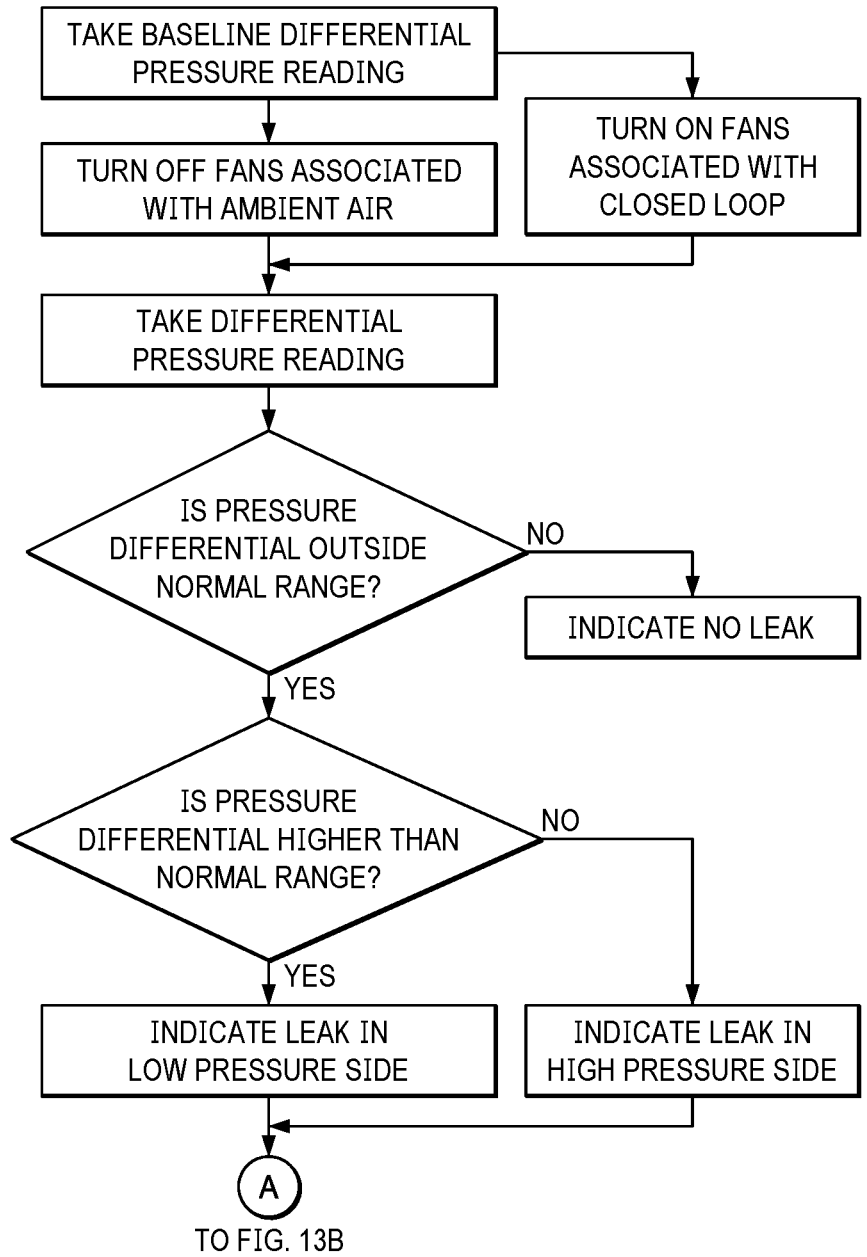 TAKE BASELINE DIFFERENTIAL
PRESSURE READING
TURN OFF FANS ASSOCIATED
WITH AMBIENT AIR
TURN ON FANS
ASSOCIATED WITH
CLOSED LOOP
TAKE DIFFERENTIAL
PRESSURE READING
IS PRESSURE
DIFFERENTIAL OUTSIDE
NORMAL RANGE?
NO
INDICATE NO LEAK
YES
IS PRESSURE
DIFFERENTIAL HIGHER THAN
NORMAL RANGE?
NO
YES
INDICATE LEAK IN
LOW PRESSURE SIDE
INDICATE LEAK IN
HIGH PRESSURE SIDE
A
TO FIG. 13B